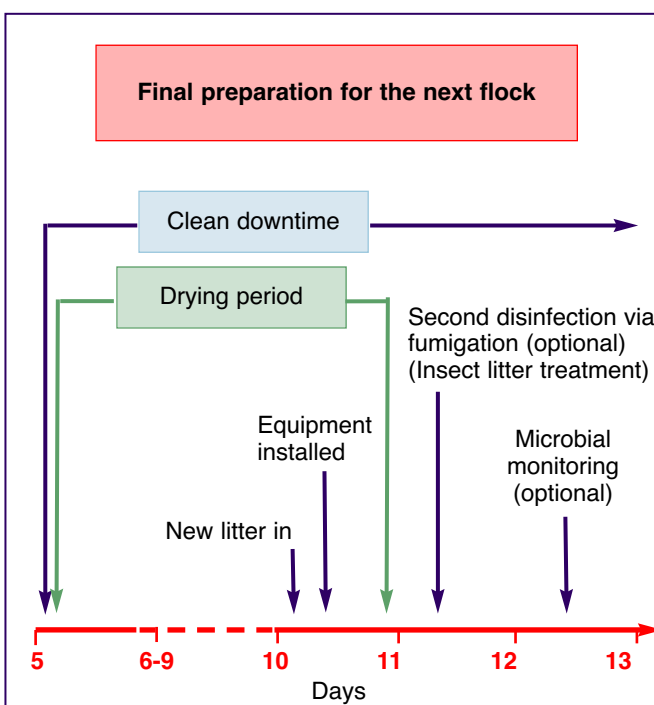 Final preparation for the next flock
Clean downtime
Drying period
Second disinfection via
fumigation (optional)
(Insect litter treatment)
Equipment
installed
Microbial
monitoring
(optional)
New litter in
5 6-9 10 11 12 13
Days